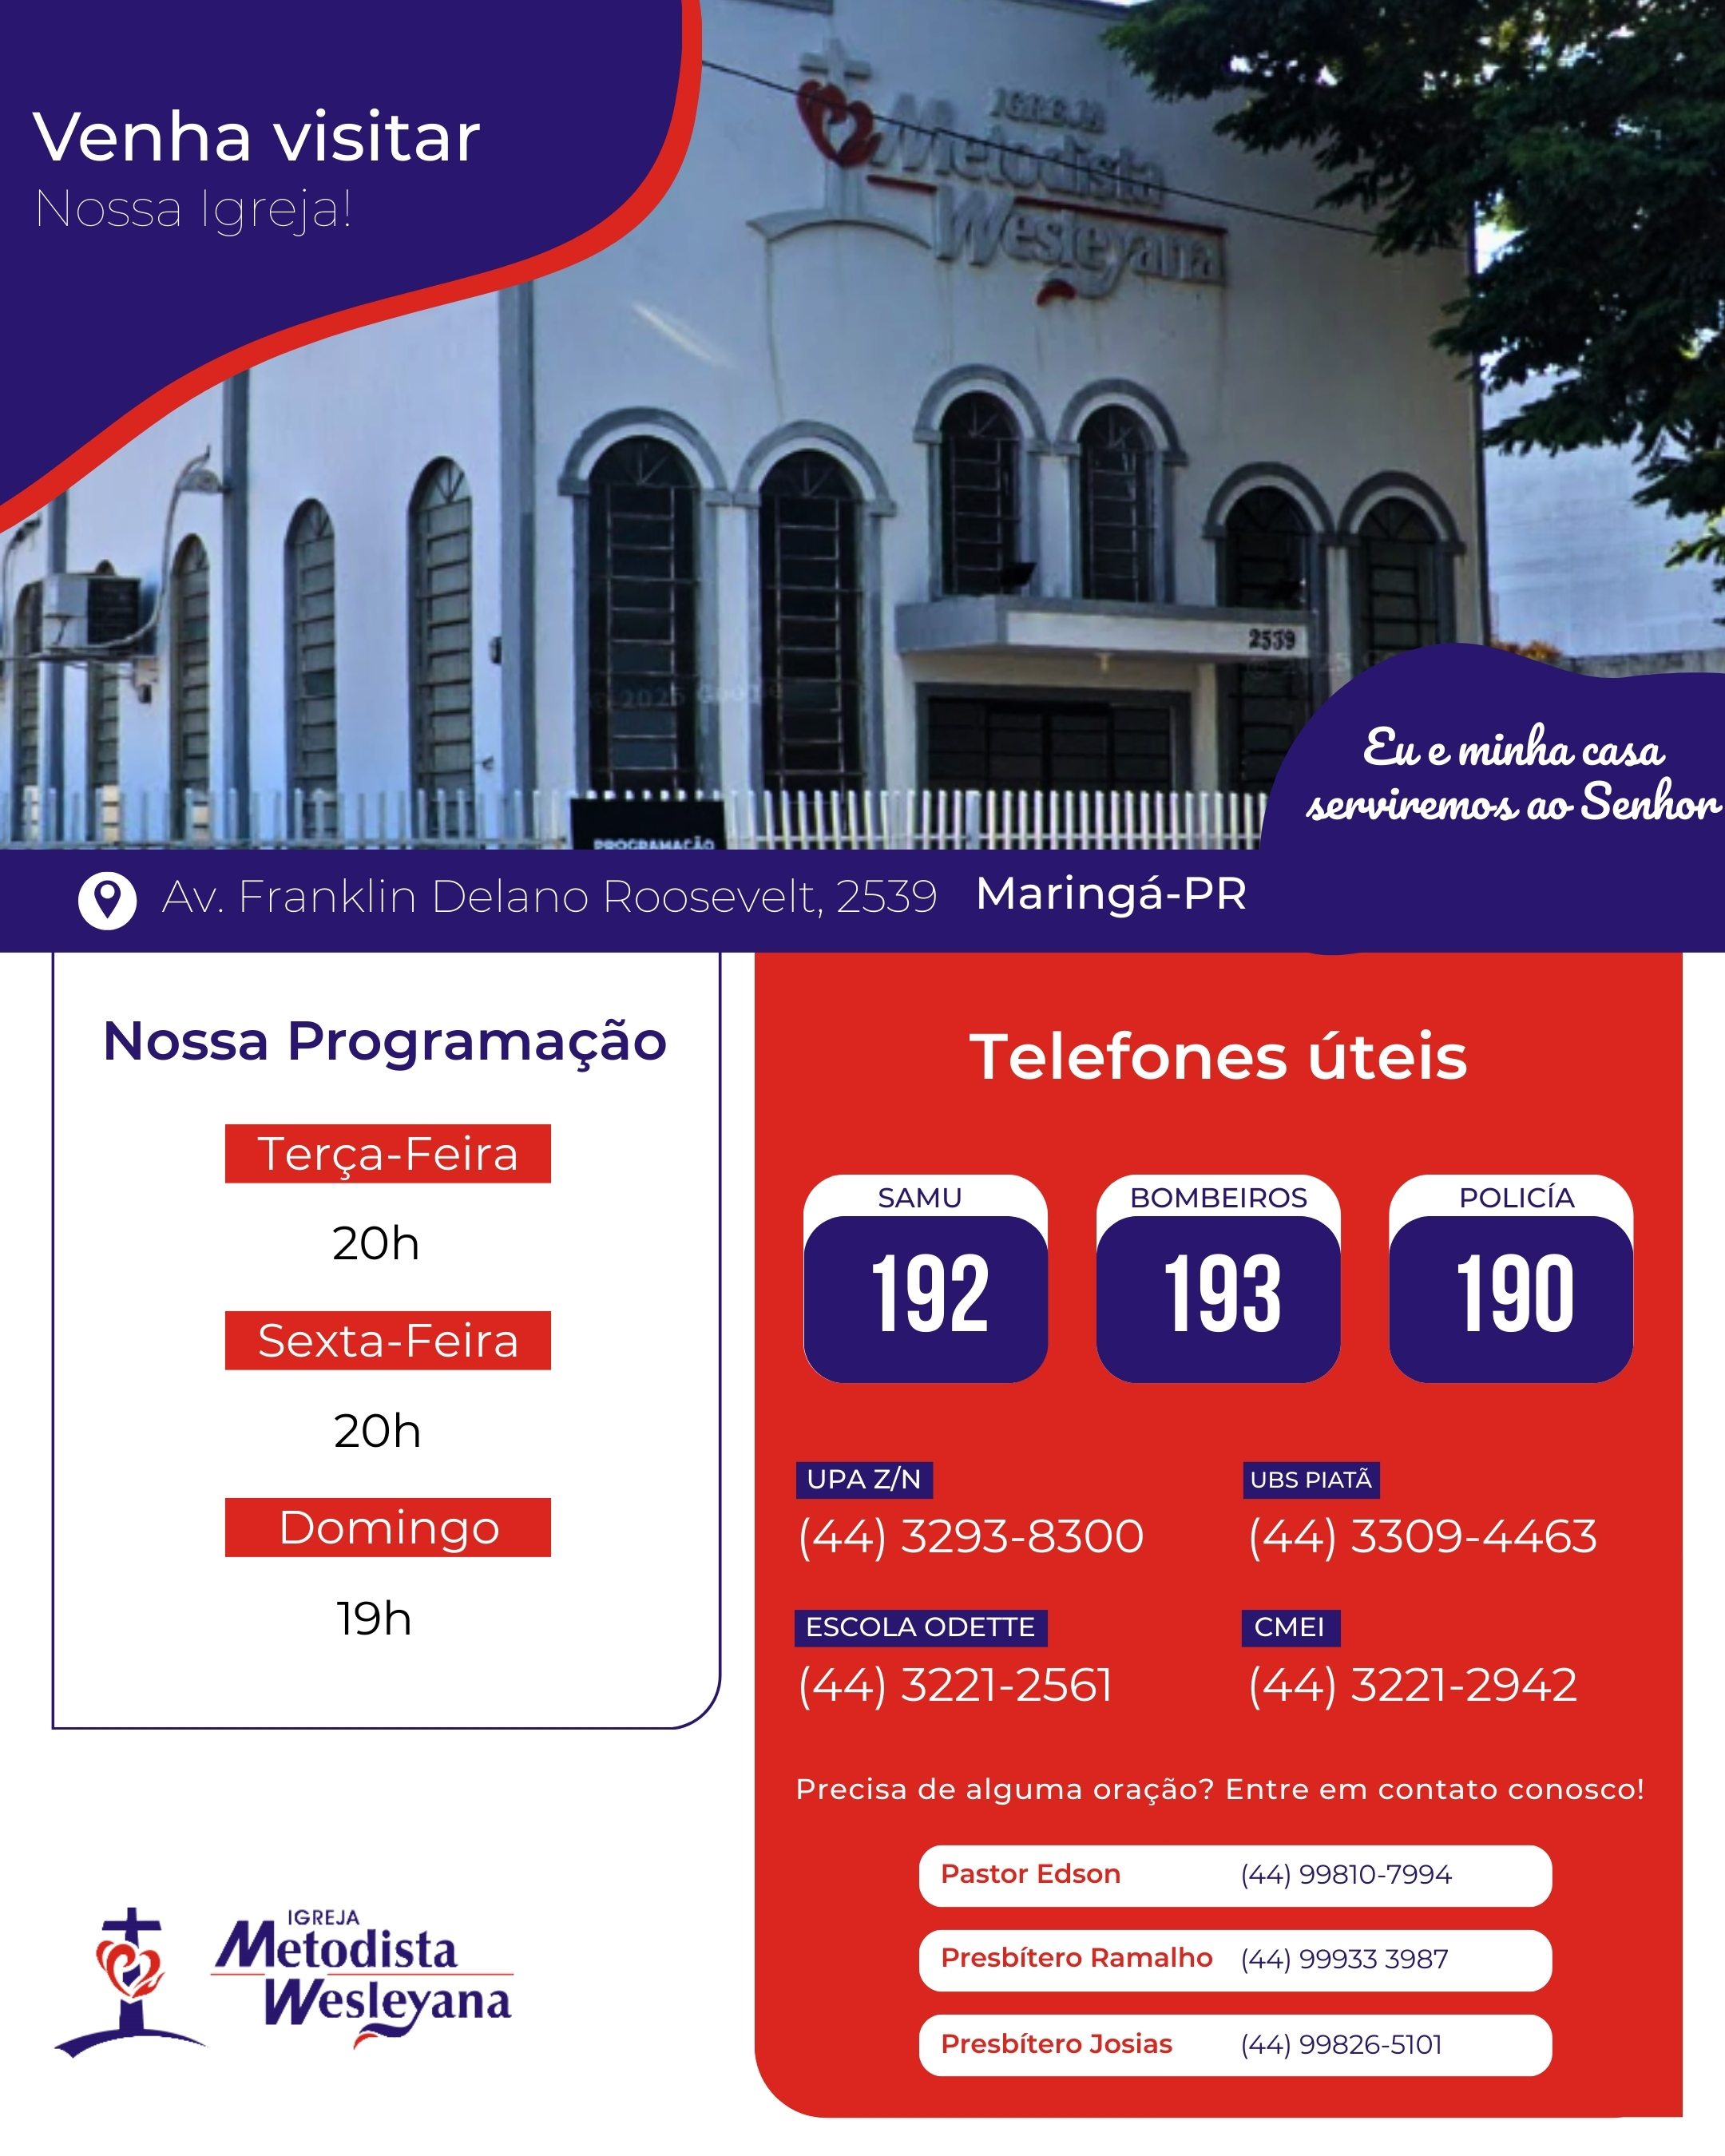 Venha visitar
Nossa Igreja!
IGREJA
Metodista
Wesleyana
2539
© 2025 Google
Eu e minha casa
serviremos ao Senhor
PROGRAMAÇÃO
Av. Franklin Delano Roosevelt, 2539 Maringá-PR
Nossa Programação
Terça-Feira
20h
Sexta-Feira
20h
Domingo
19h
Telefones úteis
SAMU
192
BOMBEIROS
193
POLICÍA
190
UPA Z/N
(44) 3293-8300
UBS PIATÃ
(44) 3309-4463
ESCOLA ODETTE
(44) 3221-2561
CMEI
(44) 3221-2942
Precisa de alguma oração? Entre em contato conosco!
Pastor Edson (44) 99810-7994
Presbítero Ramalho (44) 99933 3987
Presbítero Josias (44) 99826-5101
IGREJA
Metodista
Wesleyana